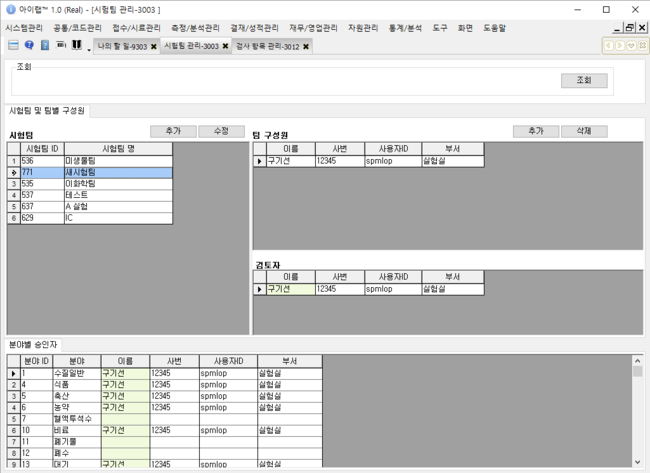 아이랩™ 1.0 (Real) - [시험팀 관리-3003 ]
시스템관리 공통/코드관리 접수/시료관리 측정/분석관리 결재/성적관리 재무/영업관리 자원관리 통계/분석 도구 화면 도움말
나의 할 일-9303 시험팀 관리-3003 검사 항목 관리-3012
조회
조회
시험팀 및 팀별 구성원
시험팀 추가 수정
시험팀 ID 시험팀 명
1 536 미생물팀
771 새시험팀
3 535 이화학팀
4 537 테스트
5 637 A 실험
6 629 IC
팀 구성원 추가 삭제
이름 사번 사용자ID 부서
구기선 12345 spmlop 실험실
검토자
이름 사번 사용자ID 부서
구기선 12345 spmlop 실험실
분야별 승인자
분야 ID 분야 이름 사번 사용자ID 부서
1 수질일반 구기선 12345 spmlop 실험실
2 4 식품 구기선 12345 spmlop 실험실
3 5 축산 구기선 12345 spmlop 실험실
4 6 농약 구기선 12345 spmlop 실험실
5 7 혈액투석수
6 10 비료 구기선 12345 spmlop 실험실
7 11 폐기물
8 12 폐수
9 13 대기 구기선 12345 spmlop 실험실